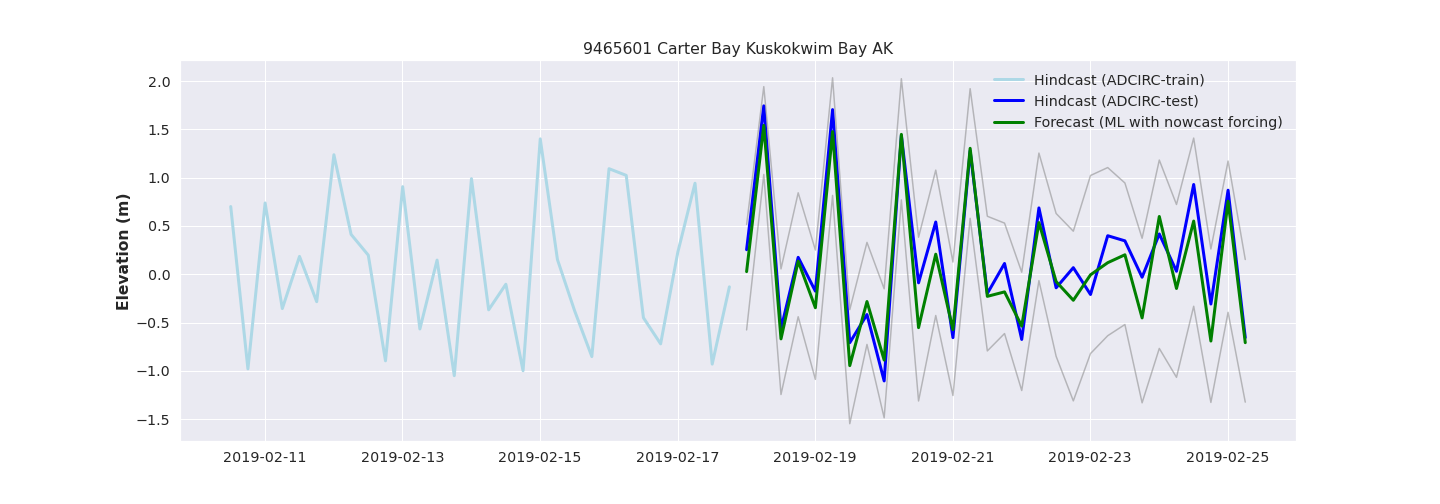 9465601 Carter Bay Kuskokwim Bay AK
Hindcast (ADCIRC-train)
Hindcast (ADCIRC-test)
Forecast (ML with nowcast forcing)
Elevation (m)
2.0
1.5
1.0
0.5
0.0
−0.5
−1.0
−1.5
2019-02-11 2019-02-13 2019-02-15 2019-02-17 2019-02-19 2019-02-21 2019-02-23 2019-02-25